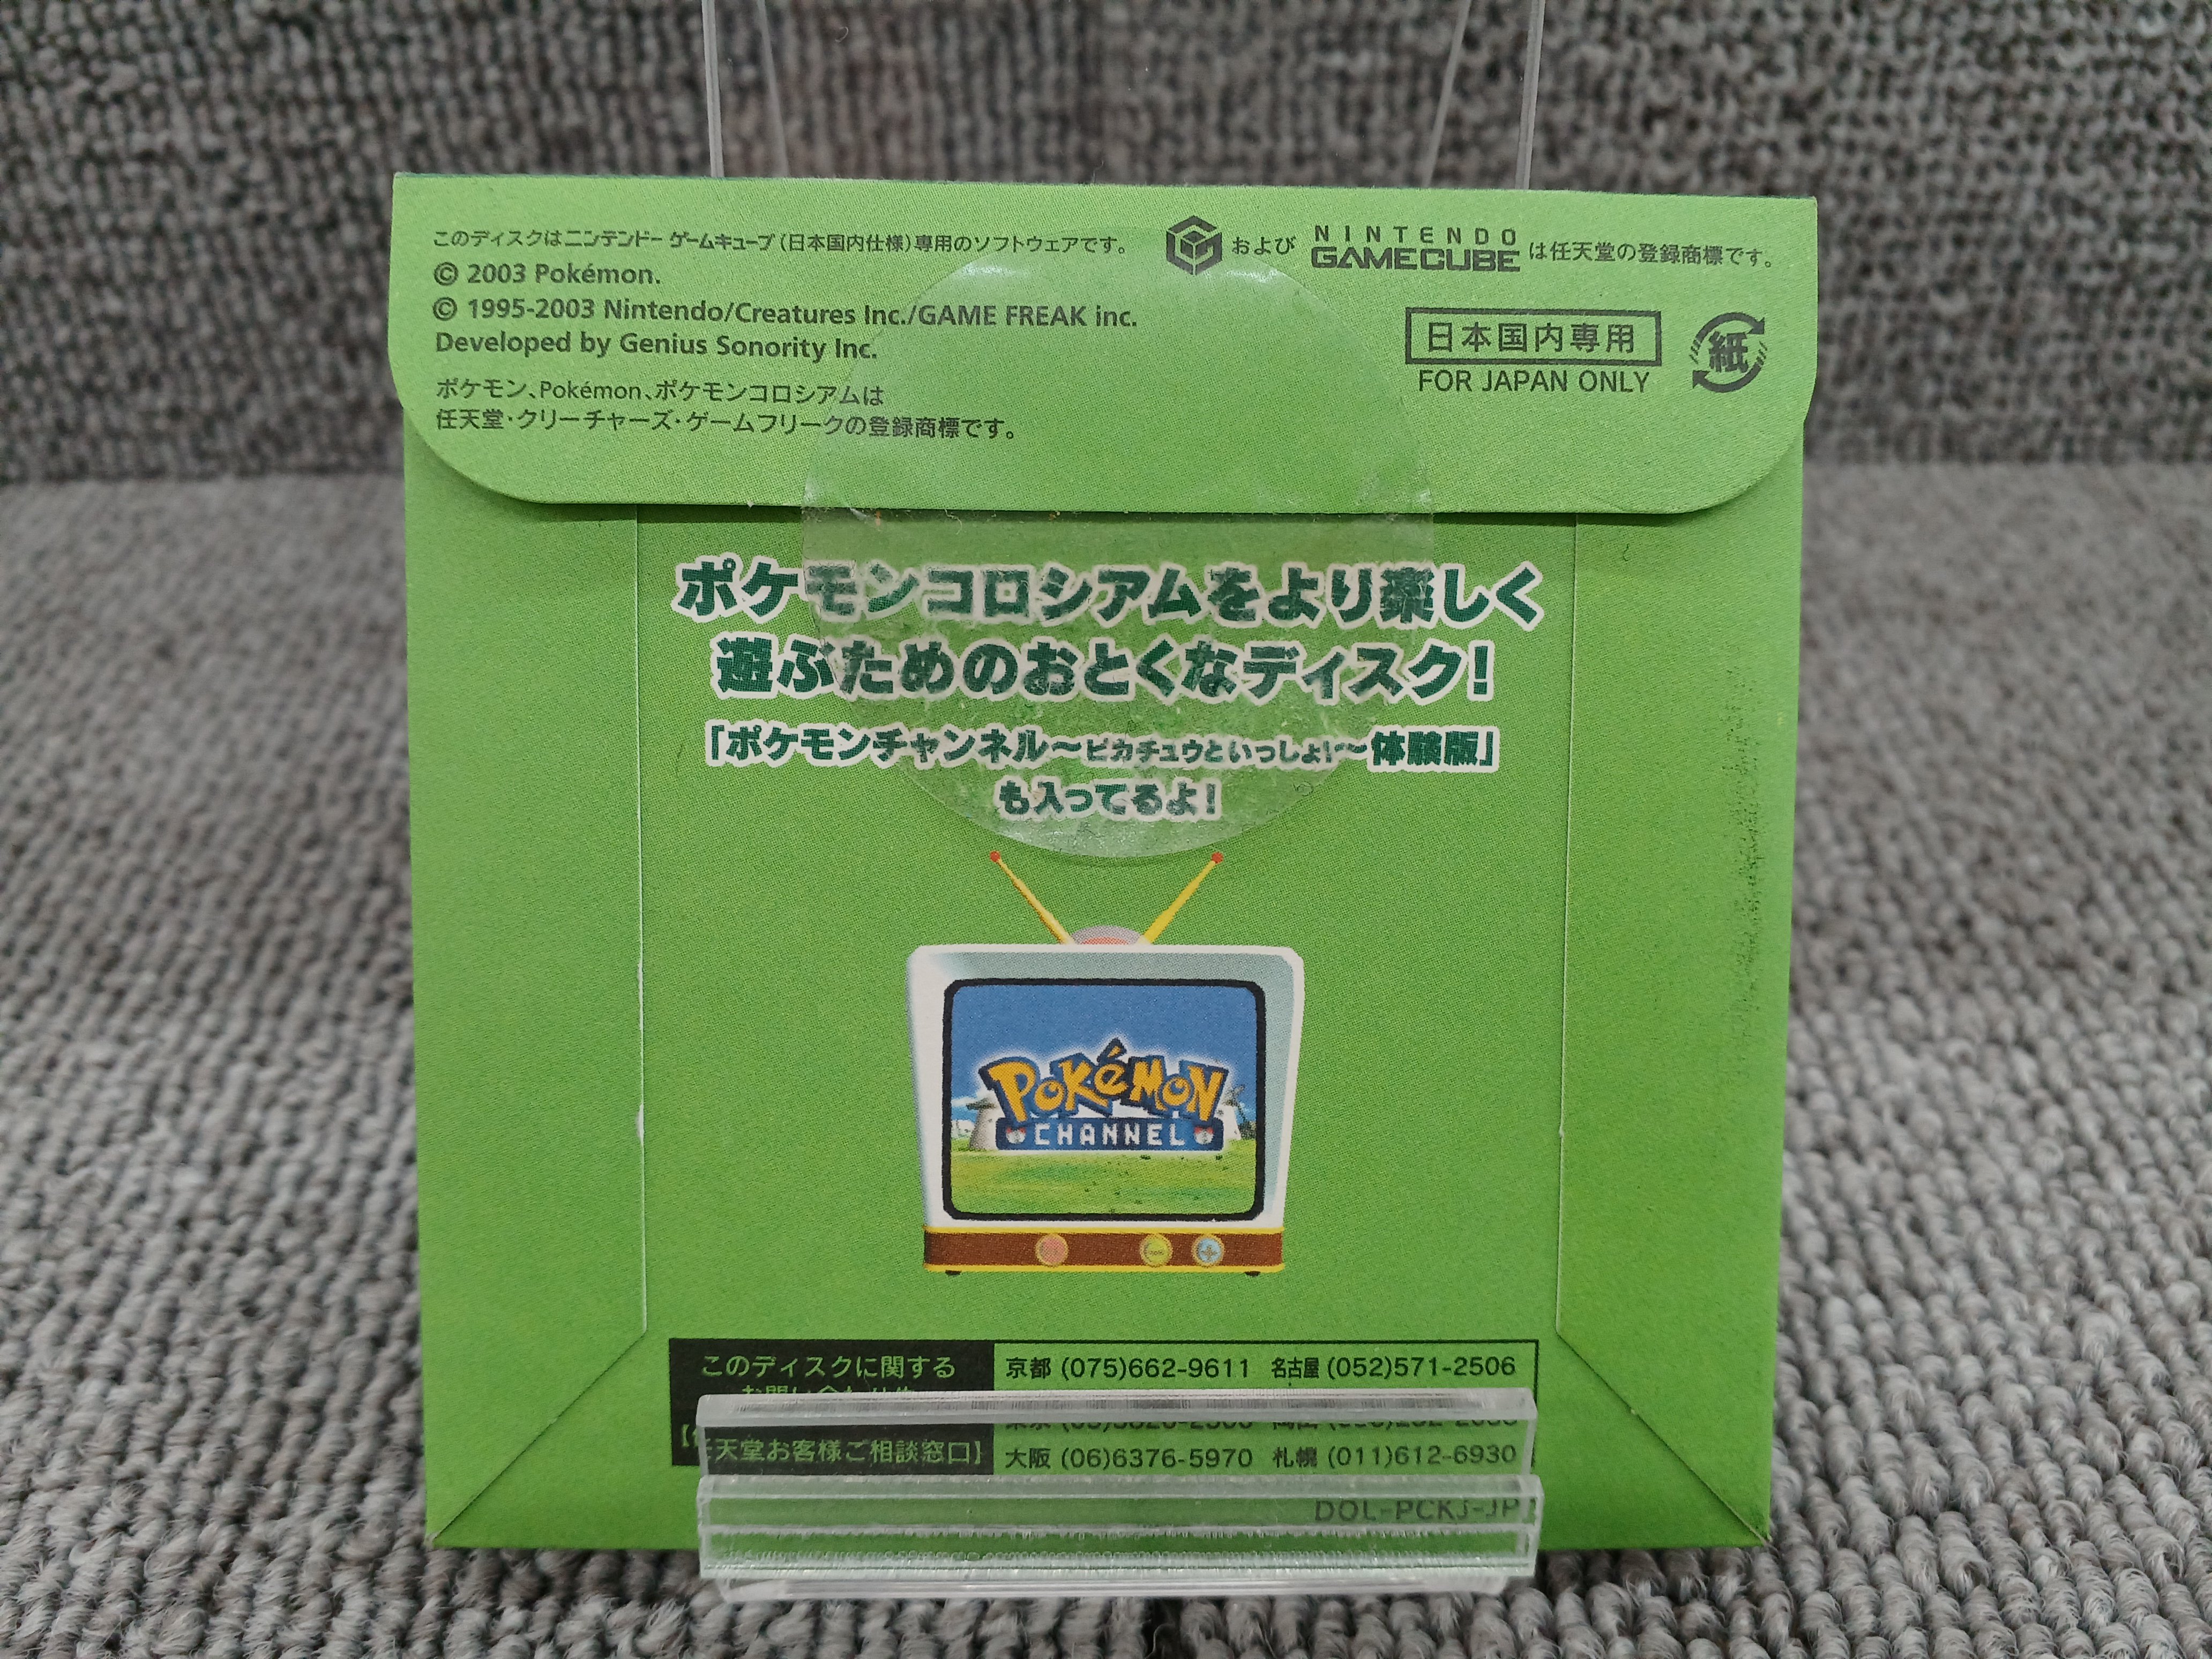 このディスクはニンテンドーゲームキューブ(日本国内仕様)専用のソフトウェアです。
および NINTENDO GAMECUBE は任天堂の登録商標です。
© 2003 Pokémon.
© 1995-2003 Nintendo/Creatures Inc./GAME FREAK inc.
Developed by Genius Sonority Inc.
ポケモン、Pokémon、ポケモンコロシアムは
任天堂・クリーチャーズ・ゲームフリークの登録商標です。
日本国内専用
FOR JAPAN ONLY
紙
ポケモンコロシアムをより楽しく
遊ぶためのおとくなディスク!
「ポケモンチャンネル〜ピカチュウといっしょ!〜体験版」
も入ってるよ!
POKéMON
CHANNEL
このディスクに関する
【任天堂お客様ご相談窓口】
京都 (075)662-9611 名古屋 (052)571-2506
大阪 (06)6376-5970 札幌 (011)612-6930
DOL-PCKJ-JP